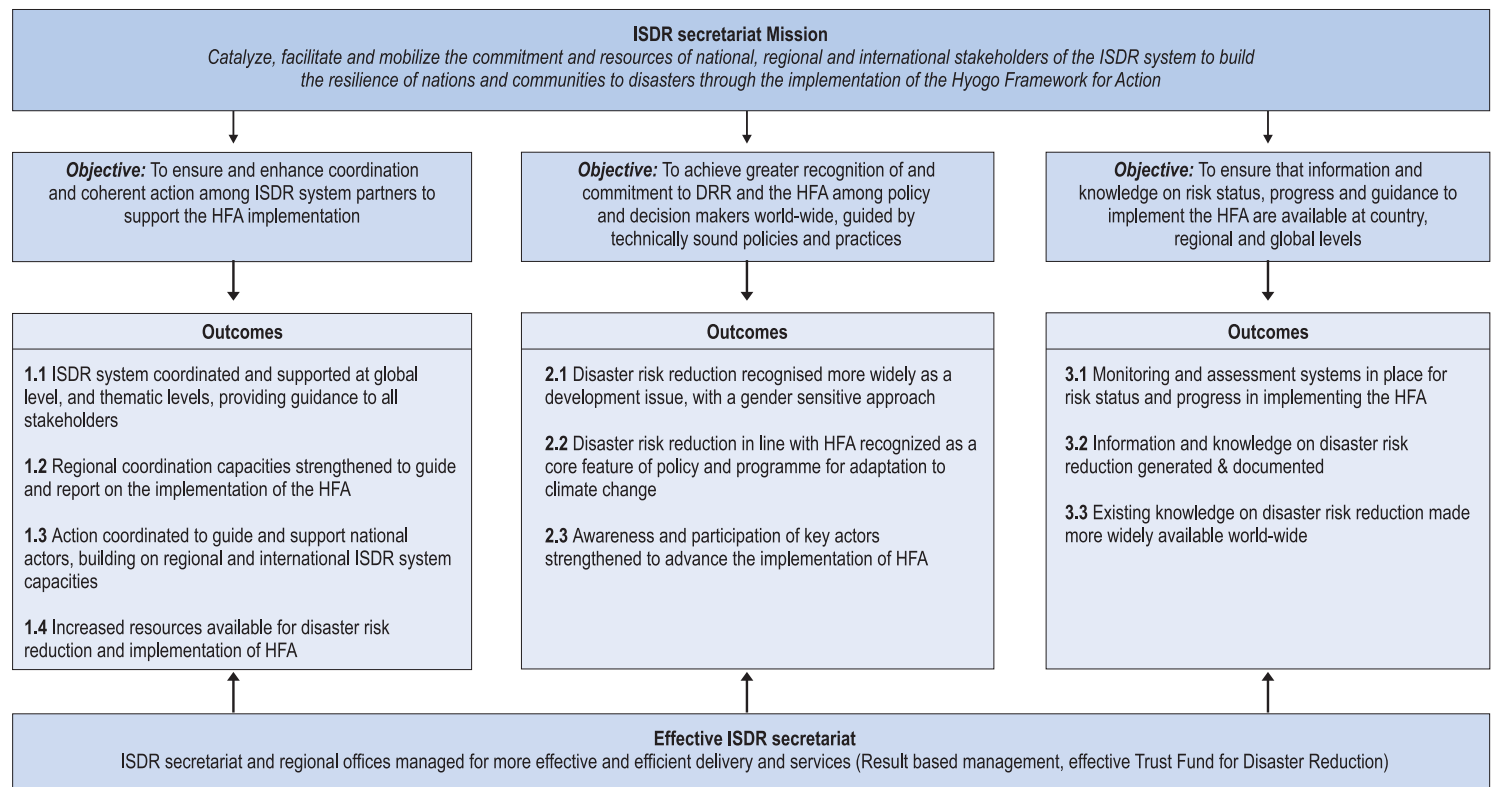 ISDR secretariat Mission
Catalyze, facilitate and mobilize the commitment and resources of national, regional and international stakeholders of the ISDR system to build
the resilience of nations and communities to disasters through the implementation of the Hyogo Framework for Action
Objective: To ensure and enhance coordination
and coherent action among ISDR system partners to
support the HFA implementation
Objective: To achieve greater recognition of and
commitment to DRR and the HFA among policy
and decision makers world-wide, guided by
technically sound policies and practices
Objective: To ensure that information and
knowledge on risk status, progress and guidance to
implement the HFA are available at country,
regional and global levels
Outcomes
1.1 ISDR system coordinated and supported at global
level, and thematic levels, providing guidance to all
stakeholders
1.2 Regional coordination capacities strengthened to guide
and report on the implementation of the HFA
1.3 Action coordinated to guide and support national
actors, building on regional and international ISDR system
capacities
1.4 Increased resources available for disaster risk
reduction and implementation of HFA
Outcomes
2.1 Disaster risk reduction recognised more widely as a
development issue, with a gender sensitive approach
2.2 Disaster risk reduction in line with HFA recognized as a
core feature of policy and programme for adaptation to
climate change
2.3 Awareness and participation of key actors
strengthened to advance the implementation of HFA
Outcomes
3.1 Monitoring and assessment systems in place for
risk status and progress in implementing the HFA
3.2 Information and knowledge on disaster risk
reduction generated & documented
3.3 Existing knowledge on disaster risk reduction made
more widely available world-wide
Effective ISDR secretariat
ISDR secretariat and regional offices managed for more effective and efficient delivery and services (Result based management, effective Trust Fund for Disaster Reduction)